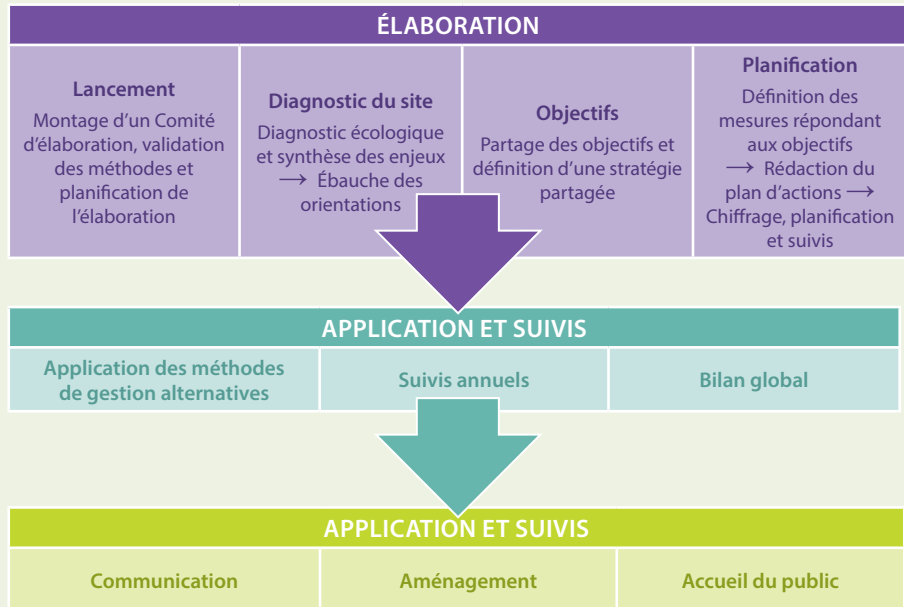 ÉLABORATION
Lancement
Montage d'un Comité
d'élaboration, validation
des méthodes et
planification de
l'élaboration
Diagnostic du site
Diagnostic écologique
et synthèse des enjeux
→ Ébauche des
orientations
Objectifs
Partage des objectifs et
définition d'une stratégie
partagée
Planification
Définition des
mesures répondant
aux objectifs
→ Rédaction du
plan d'actions →
Chiffrage, planification
et suivis
APPLICATION ET SUIVIS
Application des méthodes
de gestion alternatives
Suivis annuels
Bilan global
APPLICATION ET SUIVIS
Communication
Aménagement
Accueil du public